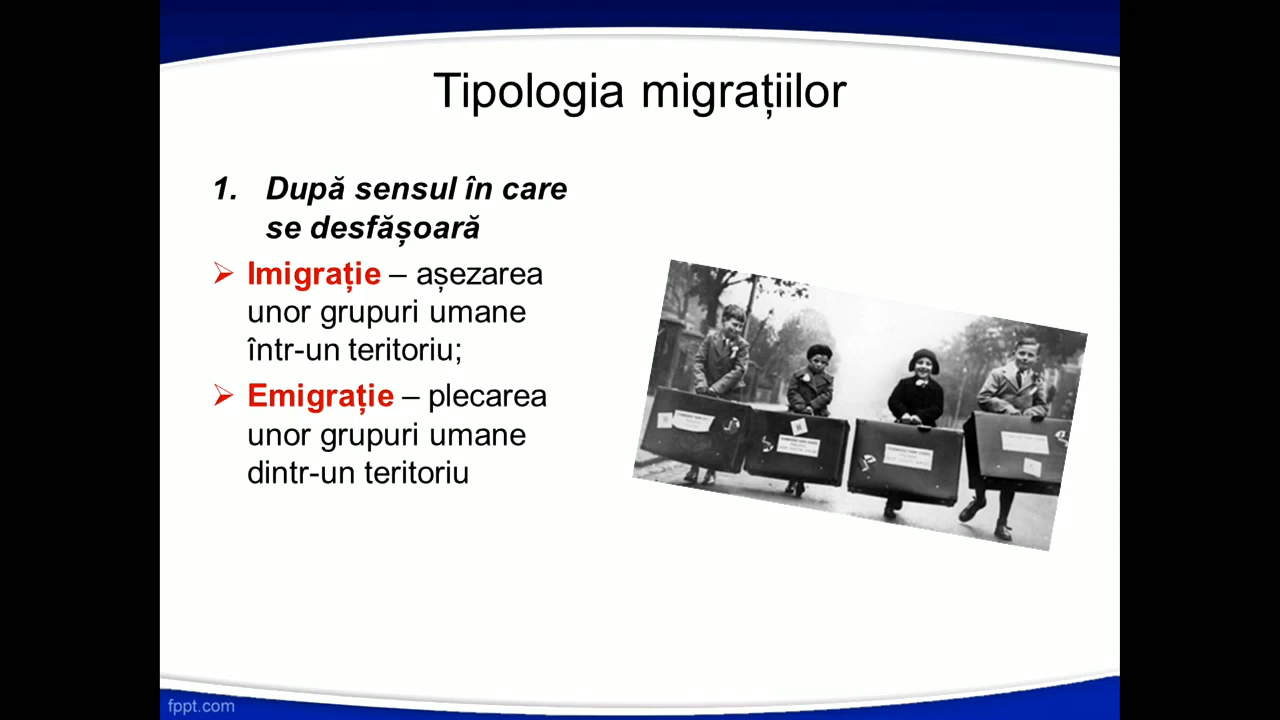 Tipologia migrațiilor
1. După sensul în care
se desfășoară
Imigrație – așezarea
unor grupuri umane
într-un teritoriu;
Emigrație – plecarea
unor grupuri umane
dintr-un teritoriu
fppt.com